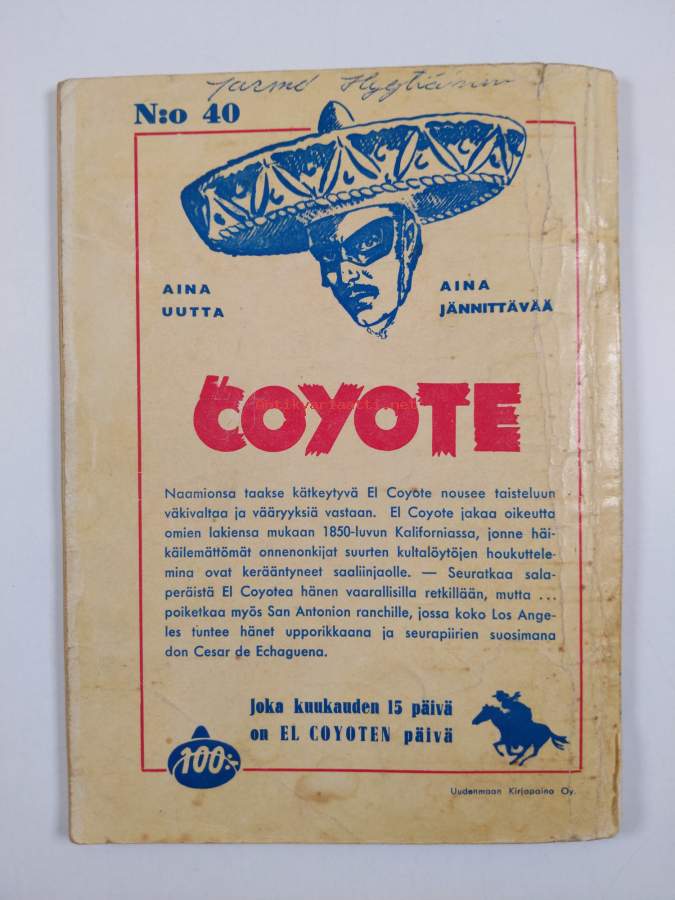 Jarmo
N:o 40
AINA
UUTTA
AINA
JÄNNITTÄVÄÄ
EL COYOTE
antikvariaatti.net
Naamionsa taakse kätkeytyvä El Coyote nousee taisteluun
väkivaltaa ja vääryyksiä vastaan. El Coyote jakaa oikeutta
omien lakiensa mukaan 1850-luvun Kaliforniassa, jonne häi-
käilemättömät onnenonkijat suurten kultalöytöjen houkuttele-
mina ovat kerääntyneet saaliinjaolle. — Seuratkaa sala-
peräistä El Coyotea hänen vaarallisilla retkillään, mutta ...
poiketkaa myös San Antonion ranchille, jossa koko Los Ange-
les tuntee hänet upporikkaana ja seurapiirien suosimana
don Cesar de Echaguena.
Joka kuukauden 15 päivä
on EL COYOTEN päivä
100:-
Uudenmaan Kirjapaino Oy.